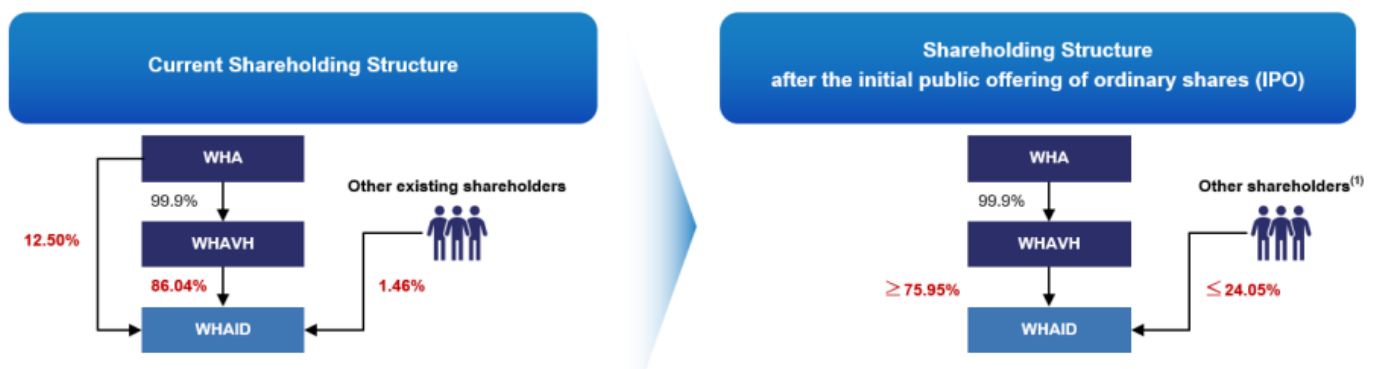 Current Shareholding Structure
WHA
99.9%
Other existing shareholders
12.50%
WHAVH
86.04%
1.46%
WHAID
Shareholding Structure
after the initial public offering of ordinary shares (IPO)
WHA
99.9%
Other shareholders(1)
WHAVH
≥ 75.95%
≤ 24.05%
WHAID